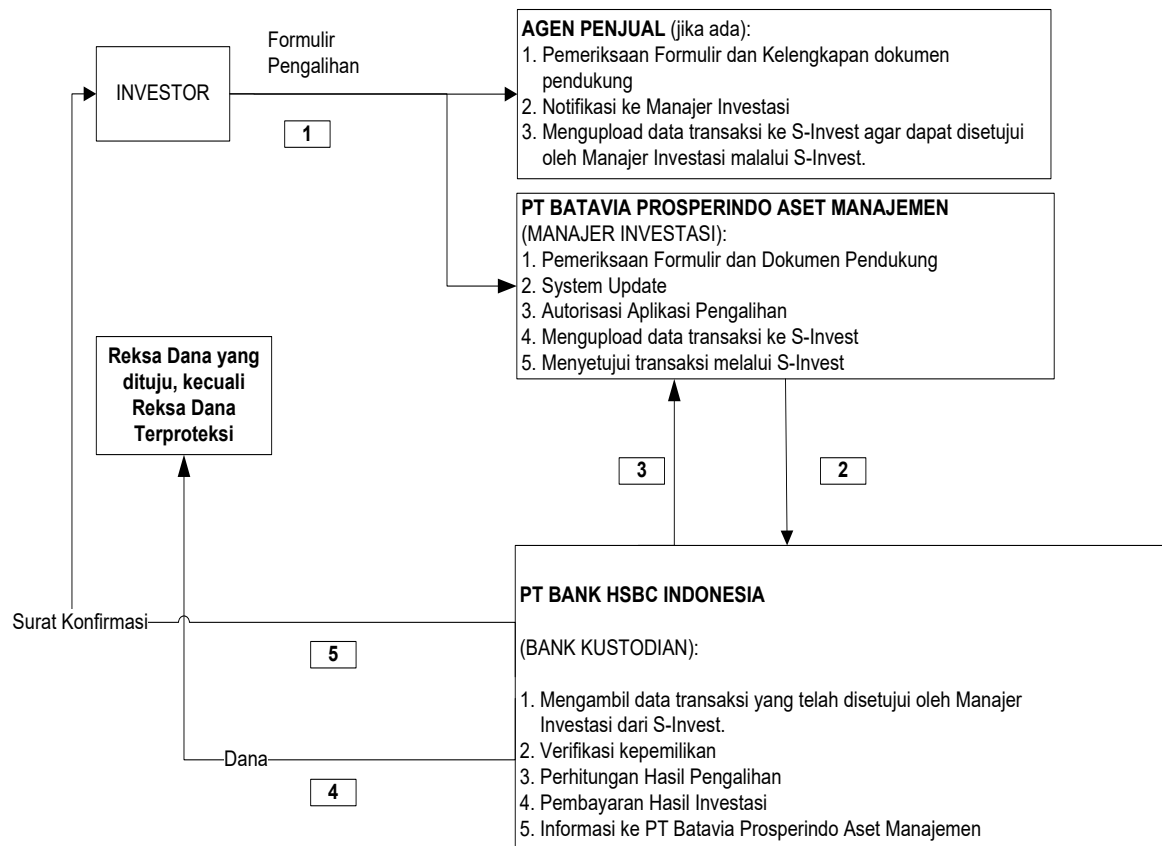 Formulir
Pengalihan
INVESTOR
1
AGEN PENJUAL (jika ada):
1. Pemeriksaan Formulir dan Kelengkapan dokumen
pendukung
2. Notifikasi ke Manajer Investasi
3. Mengupload data transaksi ke S-Invest agar dapat disetujui
oleh Manajer Investasi malalui S-Invest.
PT BATAVIA PROSPERINDO ASET MANAJEMEN
(MANAJER INVESTASI):
1. Pemeriksaan Formulir dan Dokumen Pendukung
2. System Update
3. Autorisasi Aplikasi Pengalihan
4. Mengupload data transaksi ke S-Invest
5. Menyetujui transaksi melalui S-Invest
Reksa Dana yang
dituju, kecuali
Reksa Dana
Terproteksi
3
2
Surat Konfirmasi
5
Dana
4
PT BANK HSBC INDONESIA
(BANK KUSTODIAN):
1. Mengambil data transaksi yang telah disetujui oleh Manajer
Investasi dari S-Invest.
2. Verifikasi kepemilikan
3. Perhitungan Hasil Pengalihan
4. Pembayaran Hasil Investasi
5. Informasi ke PT Batavia Prosperindo Aset Manajemen